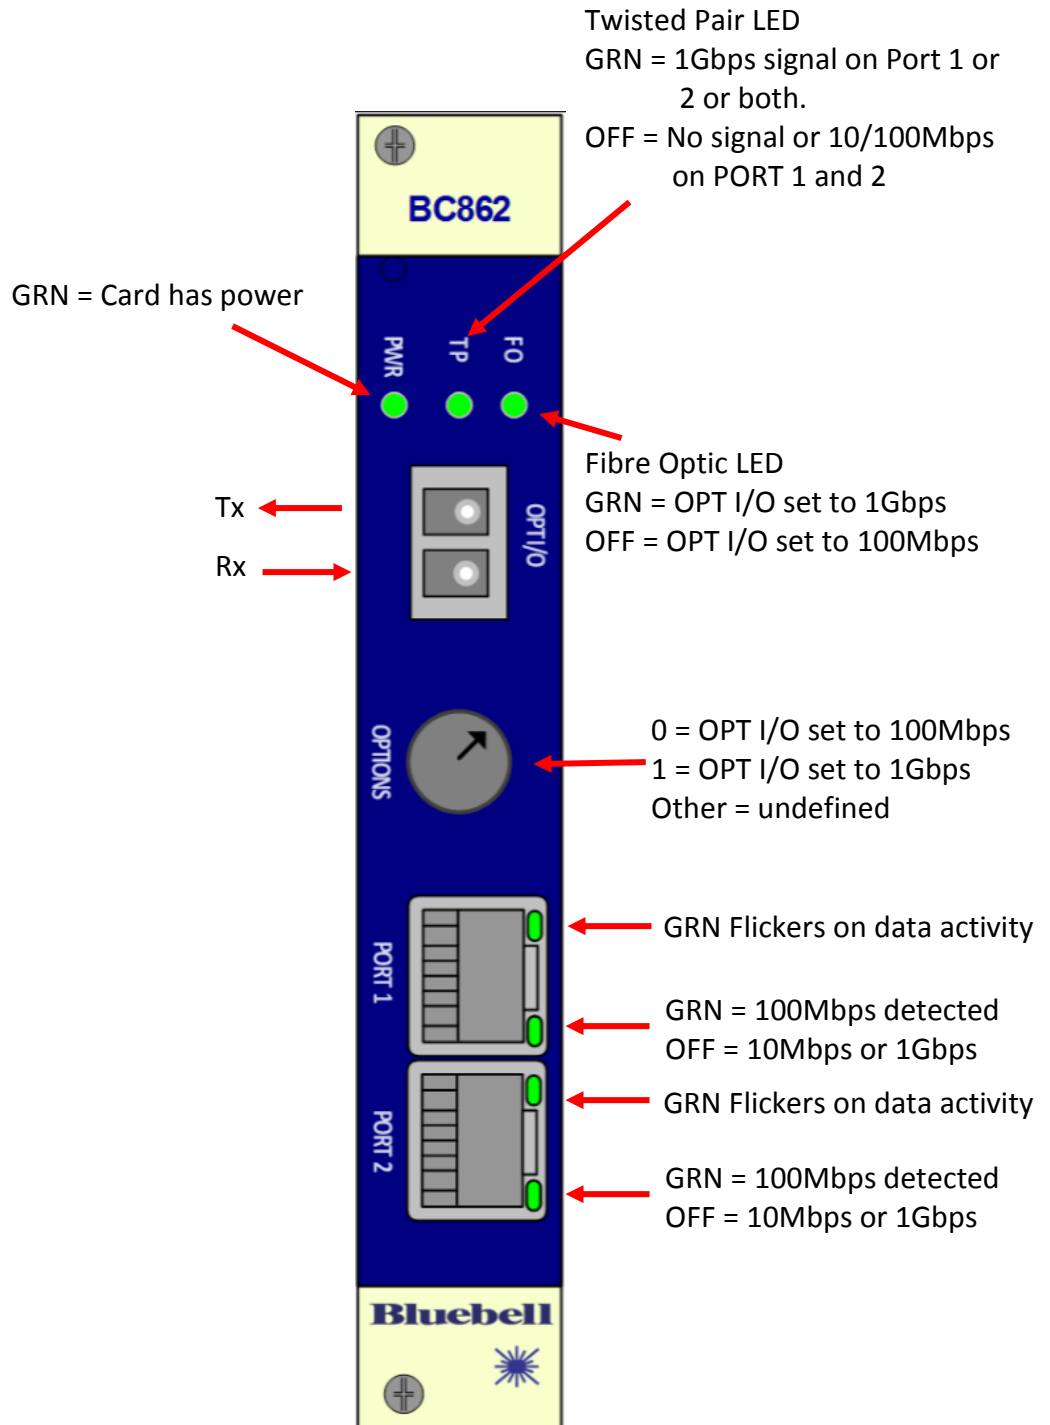 Twisted Pair LED
GRN = 1Gbps signal on Port 1 or
2 or both.
OFF = No signal or 10/100Mbps
on PORT 1 and 2
BC862
GRN = Card has power
PWR
TP
FO
Fibre Optic LED
GRN = OPT I/O set to 1Gbps
OFF = OPT I/O set to 100Mbps
Tx
Rx
OPT I/O
OPTIONS
0 = OPT I/O set to 100Mbps
1 = OPT I/O set to 1Gbps
Other = undefined
PORT 1
GRN Flickers on data activity
GRN = 100Mbps detected
OFF = 10Mbps or 1Gbps
PORT 2
GRN Flickers on data activity
GRN = 100Mbps detected
OFF = 10Mbps or 1Gbps
Bluebell